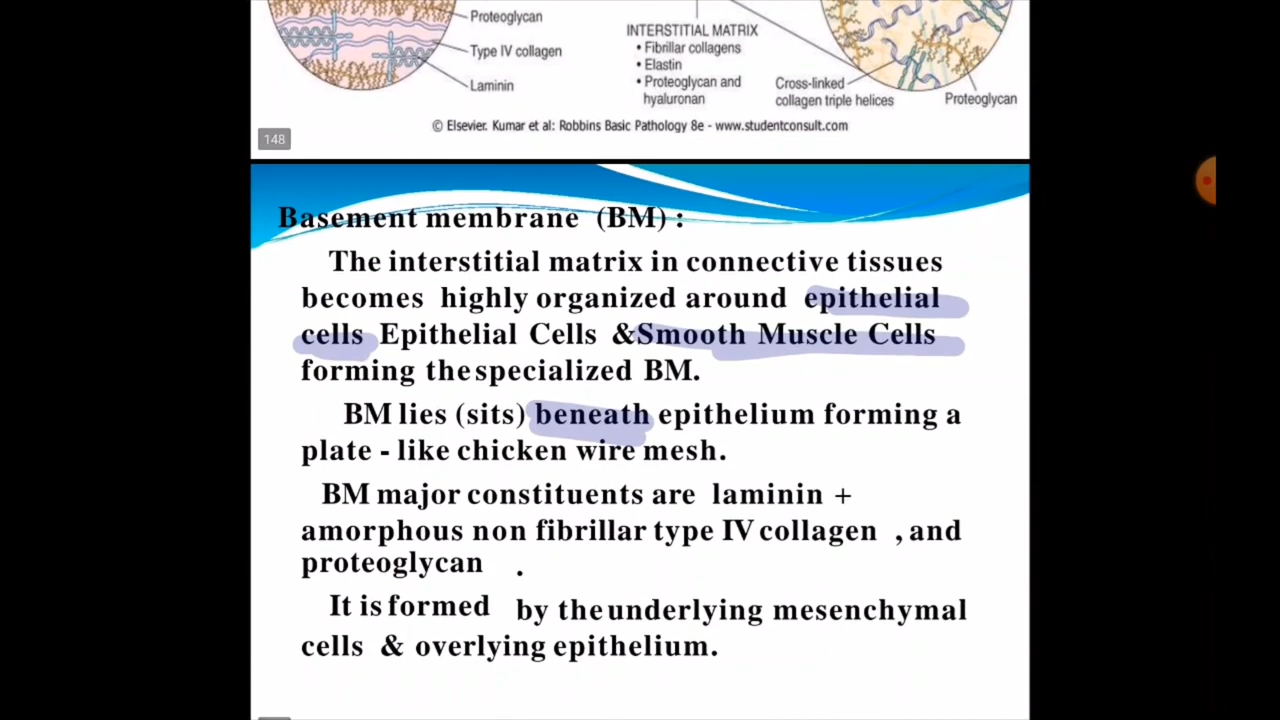 Proteoglycan
Type IV collagen
Laminin
INTERSTITIAL MATRIX
• Fibrillar collagens
• Elastin
• Proteoglycan and
hyaluronan
Cross-linked
collagen triple helices
Proteoglycan
© Elsevier. Kumar et al: Robbins Basic Pathology 8e - www.studentconsult.com
148
Basement membrane (BM) :
The interstitial matrix in connective tissues
becomes highly organized around epithelial
cells Epithelial Cells &Smooth Muscle Cells
forming the specialized BM.
BM lies (sits) beneath epithelium forming a
plate - like chicken wire mesh.
BM major constituents are laminin +
amorphous non fibrillar type IV collagen , and
proteoglycan .
It is formed by the underlying mesenchymal
cells & overlying epithelium.